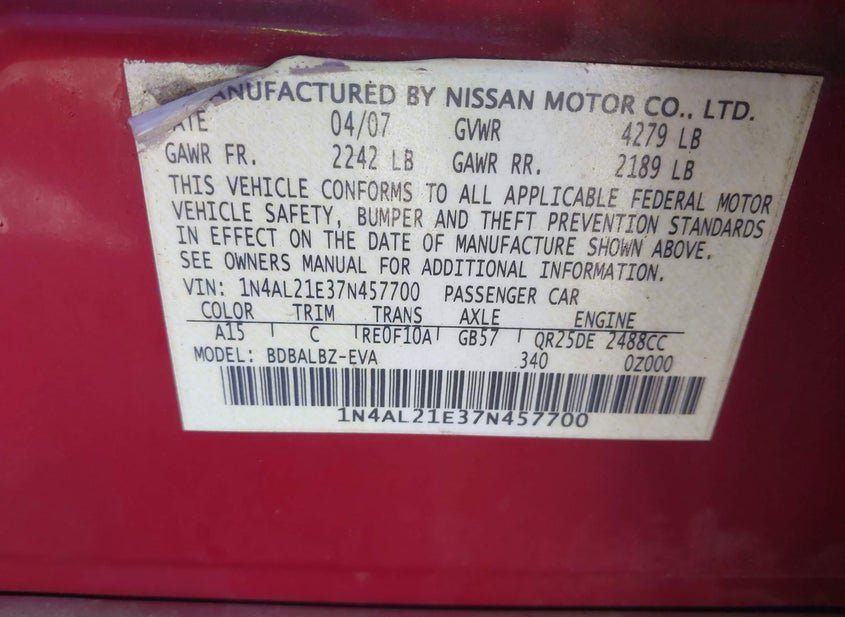 MANUFACTURED BY NISSAN MOTOR CO., LTD.
ATE 04/07 GVWR 4279 LB
GAWR FR. 2242 LB GAWR RR. 2189 LB
THIS VEHICLE CONFORMS TO ALL APPLICABLE FEDERAL MOTOR
VEHICLE SAFETY, BUMPER AND THEFT PREVENTION STANDARDS
IN EFFECT ON THE DATE OF MANUFACTURE SHOWN ABOVE.
SEE OWNERS MANUAL FOR ADDITIONAL INFORMATION.
VIN: 1N4AL21E37N457700 PASSENGER CAR
COLOR TRIM TRANS AXLE ENGINE
A15 C RE0F10A GB57 QR25DE 2488CC
MODEL: BDBALBZ-EVA 340 0Z000
1N4AL21E37N457700